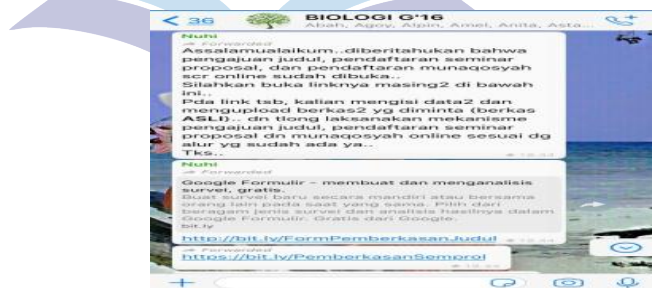 36
BIOLOGI G'16
Abah, Agoy, Alpin, Amel, Anita, Asta...
Nuhi
Forwarded
Assalamualaikum..diberitahukan bahwa
pengajuan judul, pendaftaran seminar
proposal, dan pendaftaran munaqosyah
scr online sudah dibuka..
Silahkan buka linknya masing2 di bawah
ini..
Pda link tsb, kalian mengisi data2 dan
mengupload berkas2 yg diminta (berkas
ASLI).. dn tlong laksanakan mekanisme
pengajuan judul, pendaftaran seminar
proposal dn munaqosyah online sesuai dg
alur yg sudah ada ya..
Tks..
Nuhi
Forwarded
Google Formulir – membuat dan menganalisis
survei, gratis.
Buat survei baru secara mandiri atau bersama
orang lain pada saat yang sama. Pilih dari
beragam jenis survei dan analisis hasilnya dalam
Google Formulir. Gratis dari Google.
bit.ly
http://bit.ly/FormPemberkasanJudul
Forwarded
https://bit.ly/PemberkasanSemprol